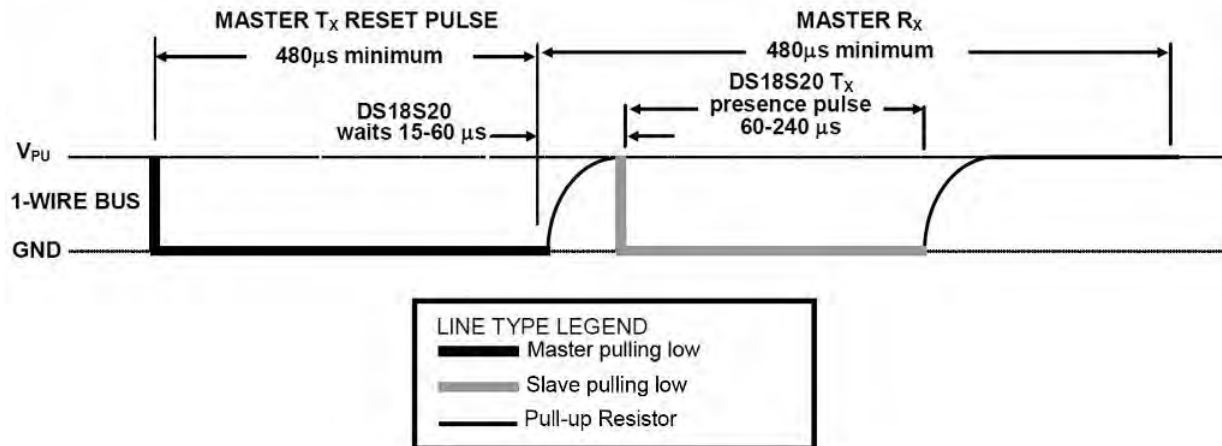 MASTER TX RESET PULSE
480μs minimum
MASTER RX
480μs minimum
DS18S20
waits 15-60 μs
DS18S20 TX
presence pulse
60-240 μs
VPU
1-WIRE BUS
GND
LINE TYPE LEGEND
Master pulling low
Slave pulling low
Pull-up Resistor